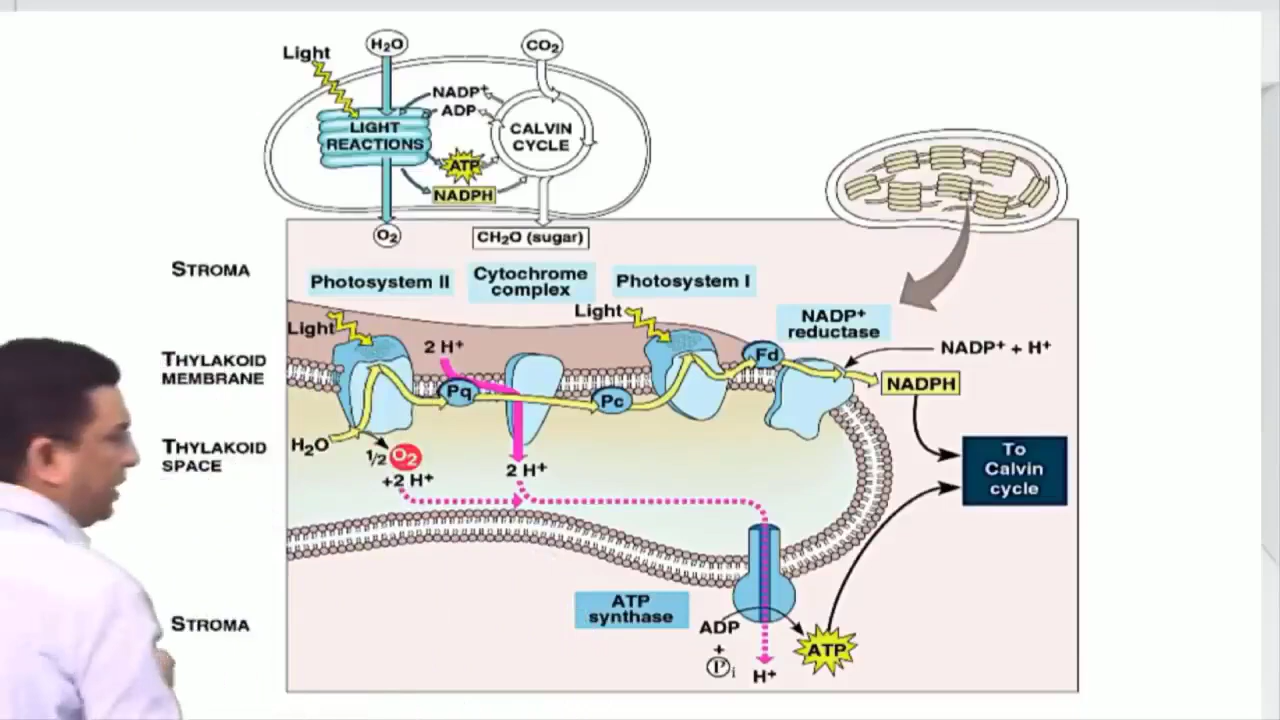 Light
H₂O
CO₂
NADP⁺
ADP
LIGHT
REACTIONS
CALVIN
CYCLE
ATP
NADPH
O₂
CH₂O (sugar)
STROMA
Photosystem II
Cytochrome
complex
Photosystem I
NADP⁺
reductase
Light
Light
2 H⁺
Fd
NADP⁺ + H⁺
THYLAKOID
MEMBRANE
Pq
Pc
NADPH
H₂O
THYLAKOID
SPACE
1/2 O₂
+2 H⁺
2 H⁺
To
Calvin
cycle
ATP
synthase
STROMA
ADP
+
Pᵢ
H⁺
ATP